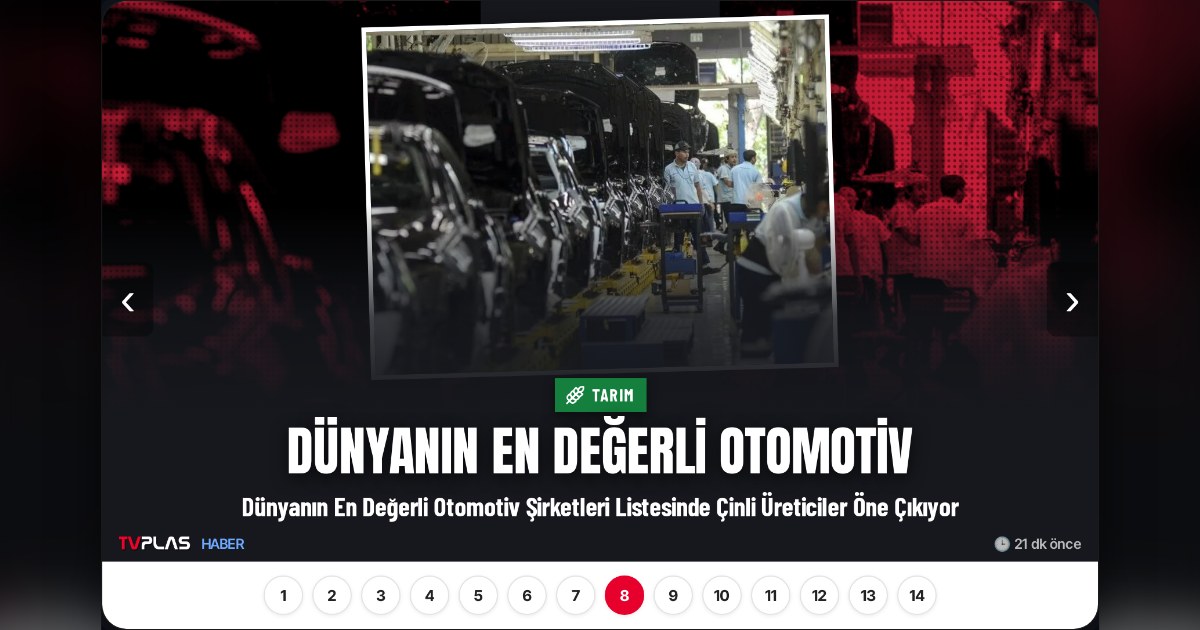 TARIM
DÜNYANIN EN DEĞERLİ OTOMOTİV
Dünyanın En Değerli Otomotiv Şirketleri Listesinde Çinli Üreticiler Öne Çıkıyor
TVPLAS HABER
21 dk önce
1 2 3 4 5 6 7 8 9 10 11 12 13 14